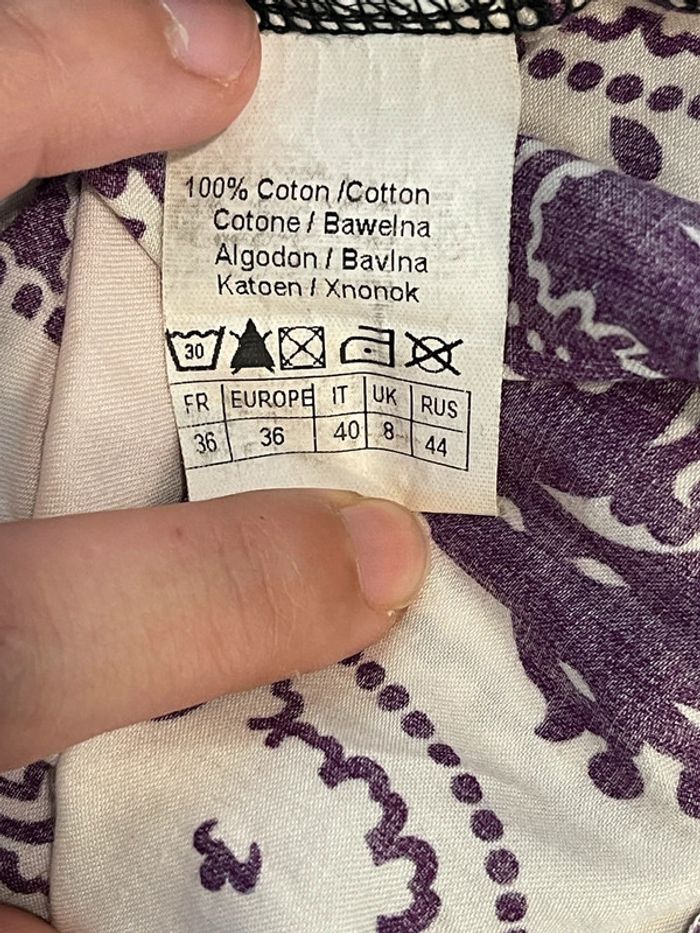 100% Coton /Cotton
Cotone / Bawelna
Algodon / Bavlna
Katoen / Xnonok
30
FR EUROPE IT UK RUS
36 36 40 8 44